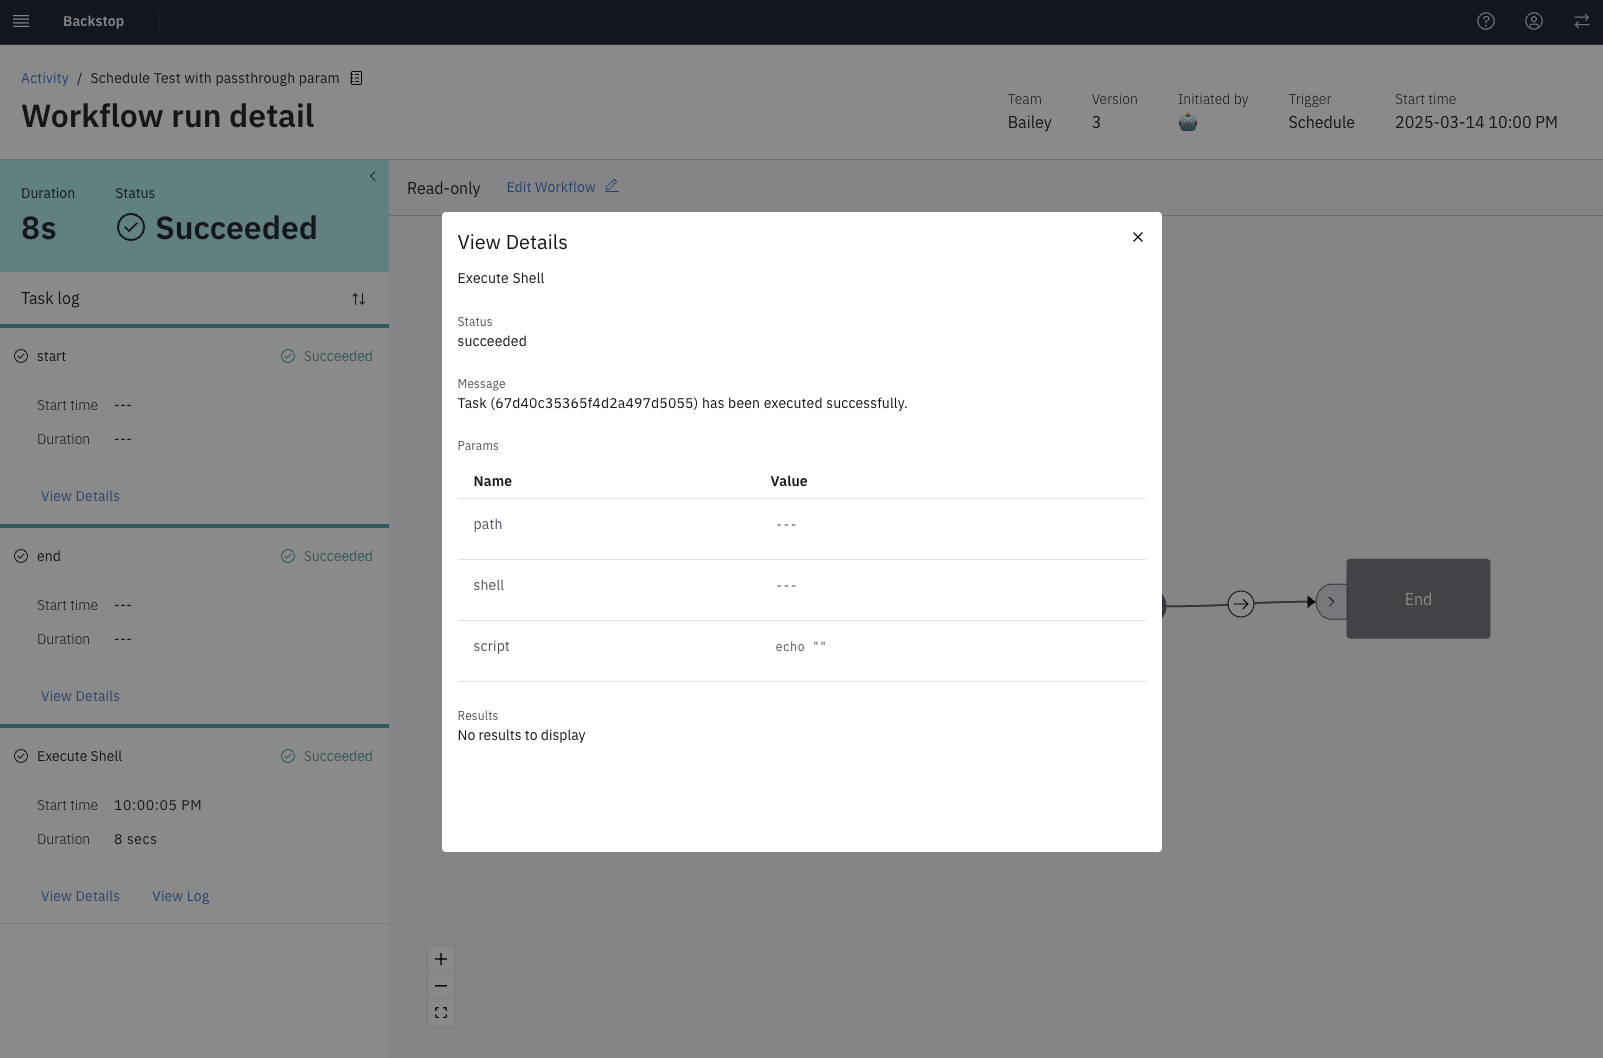 Backstop
Activity / Schedule Test with passthrough param
Workflow run detail
Team
Bailey
Version
3
Initiated by
Trigger
Schedule
Start time
2025-03-14 10:00 PM
Duration
8s
Status
Succeeded
Read-only
Edit Workflow
Task log
start
Succeeded
Start time ---
Duration ---
View Details
end
Succeeded
Start time ---
Duration ---
View Details
Execute Shell
Succeeded
Start time 10:00:05 PM
Duration 8 secs
View Details View Log
View Details
Execute Shell
Status
succeeded
Message
Task (67d40c35365f4d2a497d5055) has been executed successfully.
Params
Name Value
path ---
shell ---
script echo ""
Results
No results to display
End